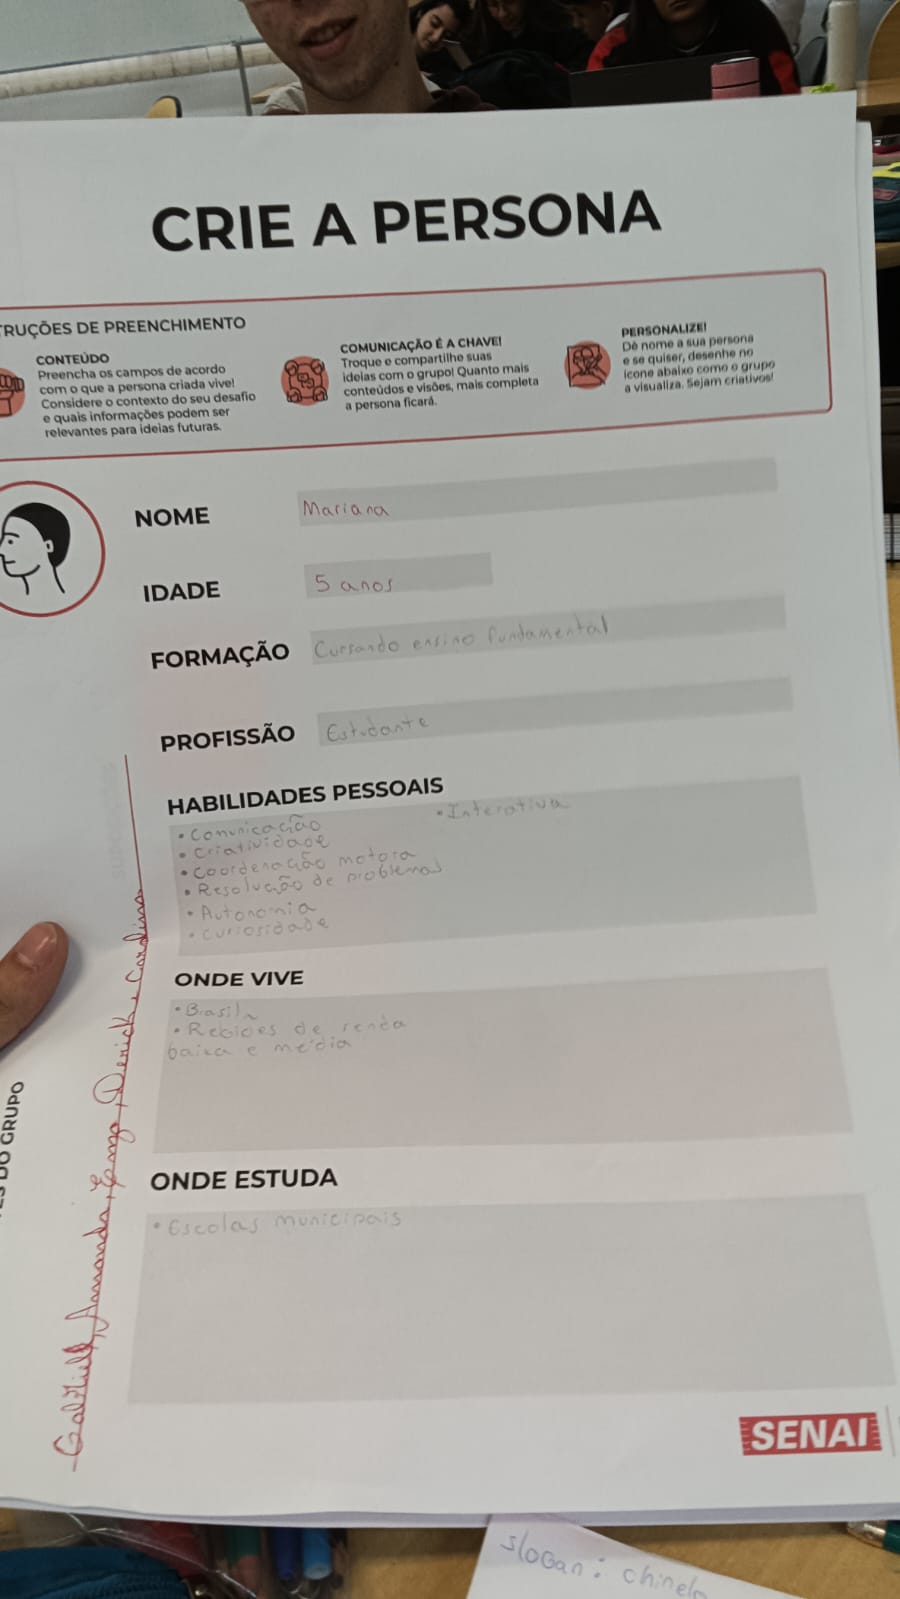 CRIE A PERSONA
TRUÇÕES DE PREENCHIMENTO
CONTEÚDO
Preencha os campos de acordo
com o que a persona criada vive!
Considere o contexto do seu desafio
e quais informações podem ser
relevantes para ideias futuras.
COMUNICAÇÃO É A CHAVE!
Troque e compartilhe suas
ideias com o grupo! Quanto mais
conteúdos e visões, mais completa
a persona ficará.
PERSONALIZE!
Dê nome a sua persona
e se quiser, desenhe no
ícone abaixo como o grupo
a visualiza. Sejam criativos!
NOME Mariana
IDADE 5 anos
FORMAÇÃO Cursando ensino fundamental
PROFISSÃO Estudante
HABILIDADES PESSOAIS
• Comunicação
• Criatividade
• Coordenação motora
• Resolução de problemas
• Autonomia
• Curiosidade
• Interativa
ONDE VIVE
• Brasil
• Regiões de renda
baixa e média
ONDE ESTUDA
• Escolas municipais
ES DO GRUPO
Amanda, Enzo, Derick e
SENAI
slogan: chinel